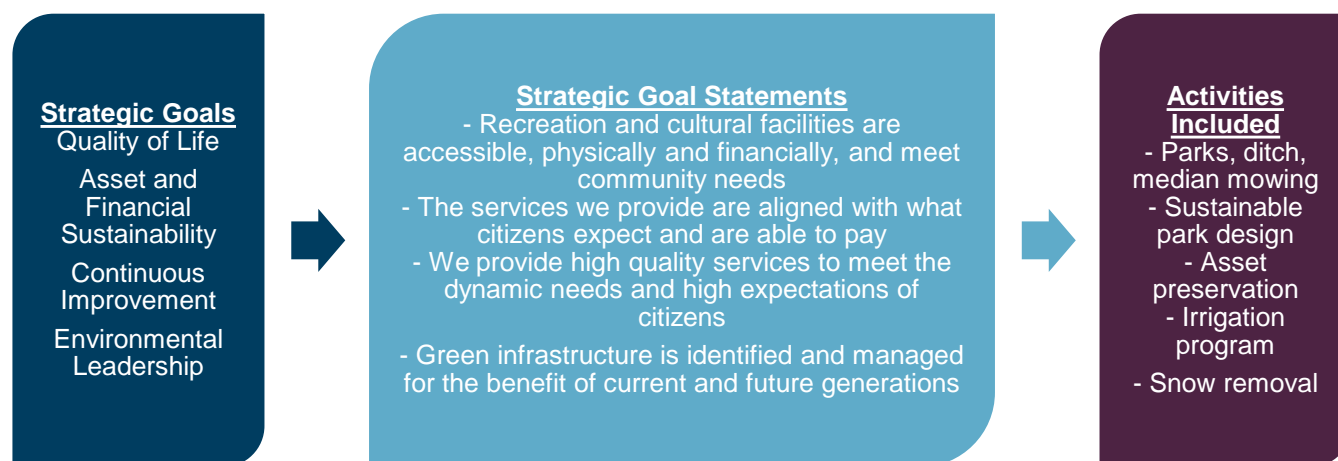 Strategic Goals
Quality of Life
Asset and
Financial
Sustainability
Continuous
Improvement
Environmental
Leadership
Strategic Goal Statements
- Recreation and cultural facilities are
accessible, physically and financially, and meet
community needs
- The services we provide are aligned with what
citizens expect and are able to pay
- We provide high quality services to meet the
dynamic needs and high expectations of
citizens
- Green infrastructure is identified and managed
for the benefit of current and future generations
Activities
Included
- Parks, ditch,
median mowing
- Sustainable
park design
- Asset
preservation
- Irrigation
program
- Snow removal